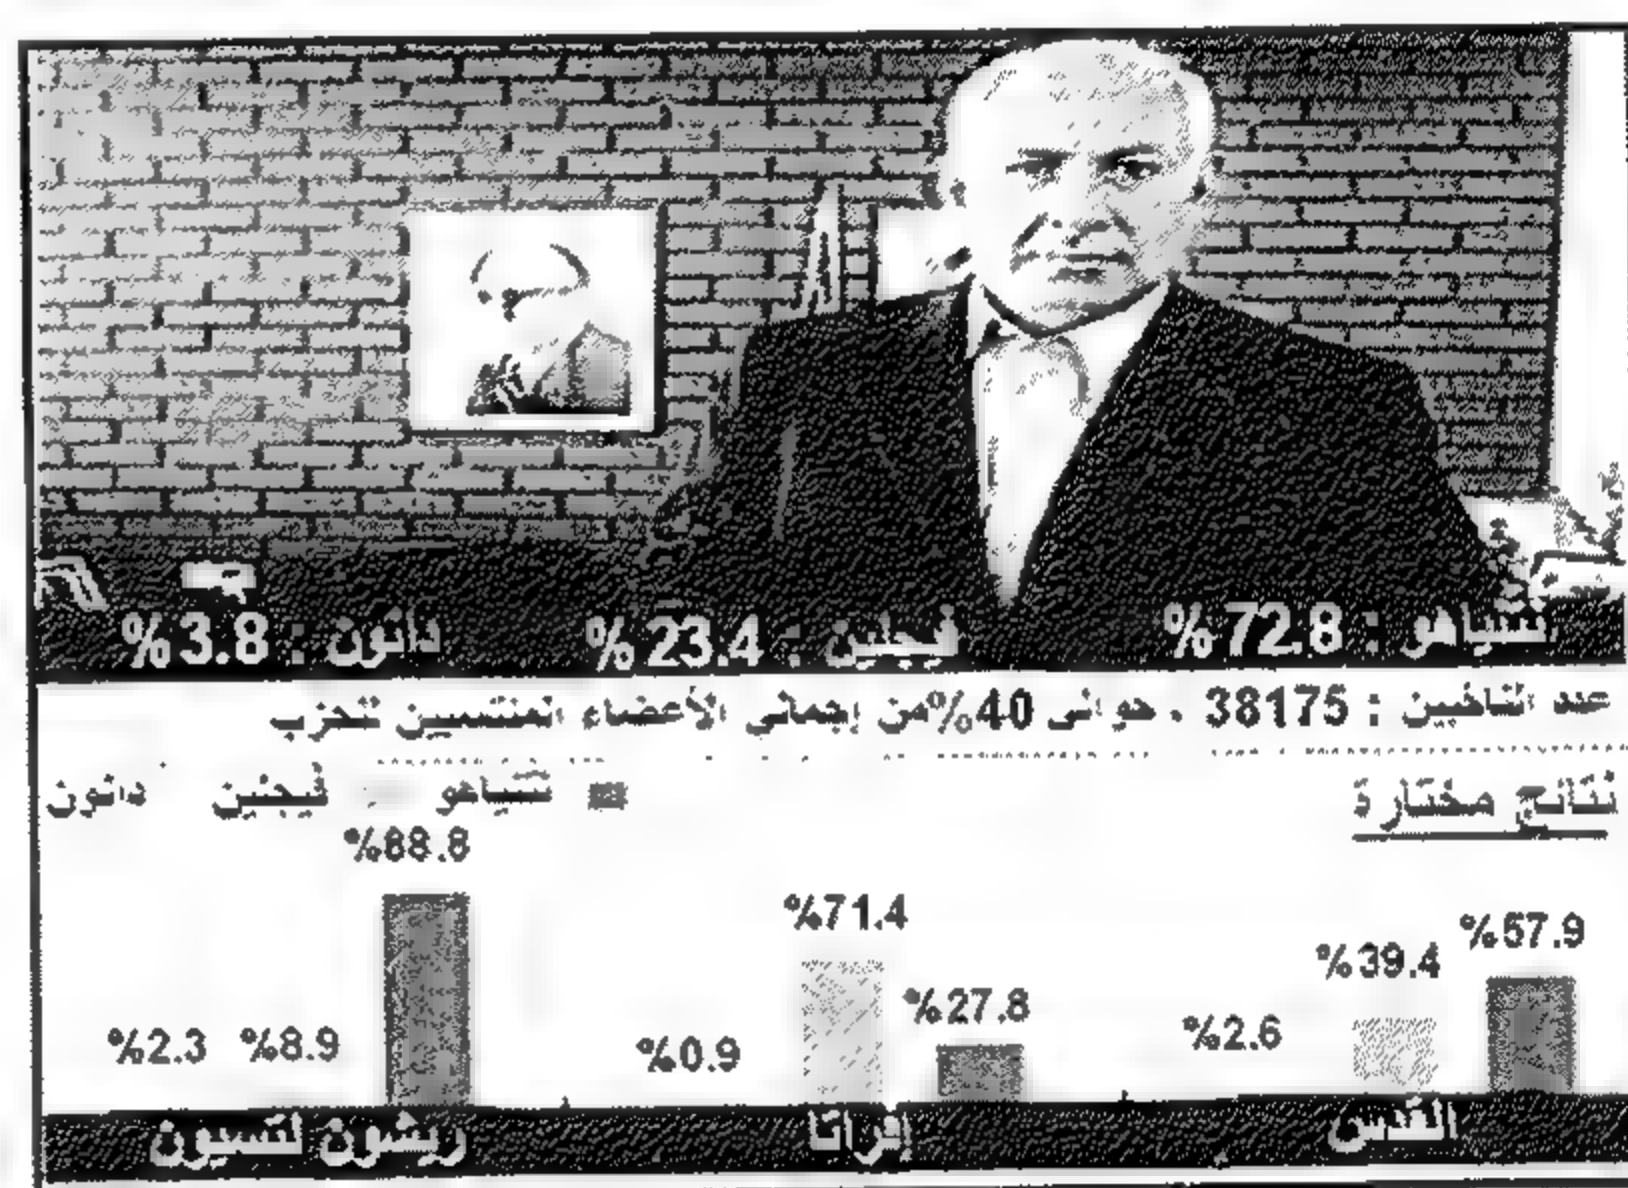 نتنياهو : 72.8% فيجلين : 23.4% دانون : 3.8%
عدد الناخبين : 38175 . حوالى 40% من إجمالى الأعضاء المنتمين للحزب
نتائج مختارة
نتنياهو فيجلين دانون
%57.9 %39.4 %2.6
%27.8 %71.4 %0.9
%88.8 %8.9 %2.3
القدس إفراتا ريشون لتسيون